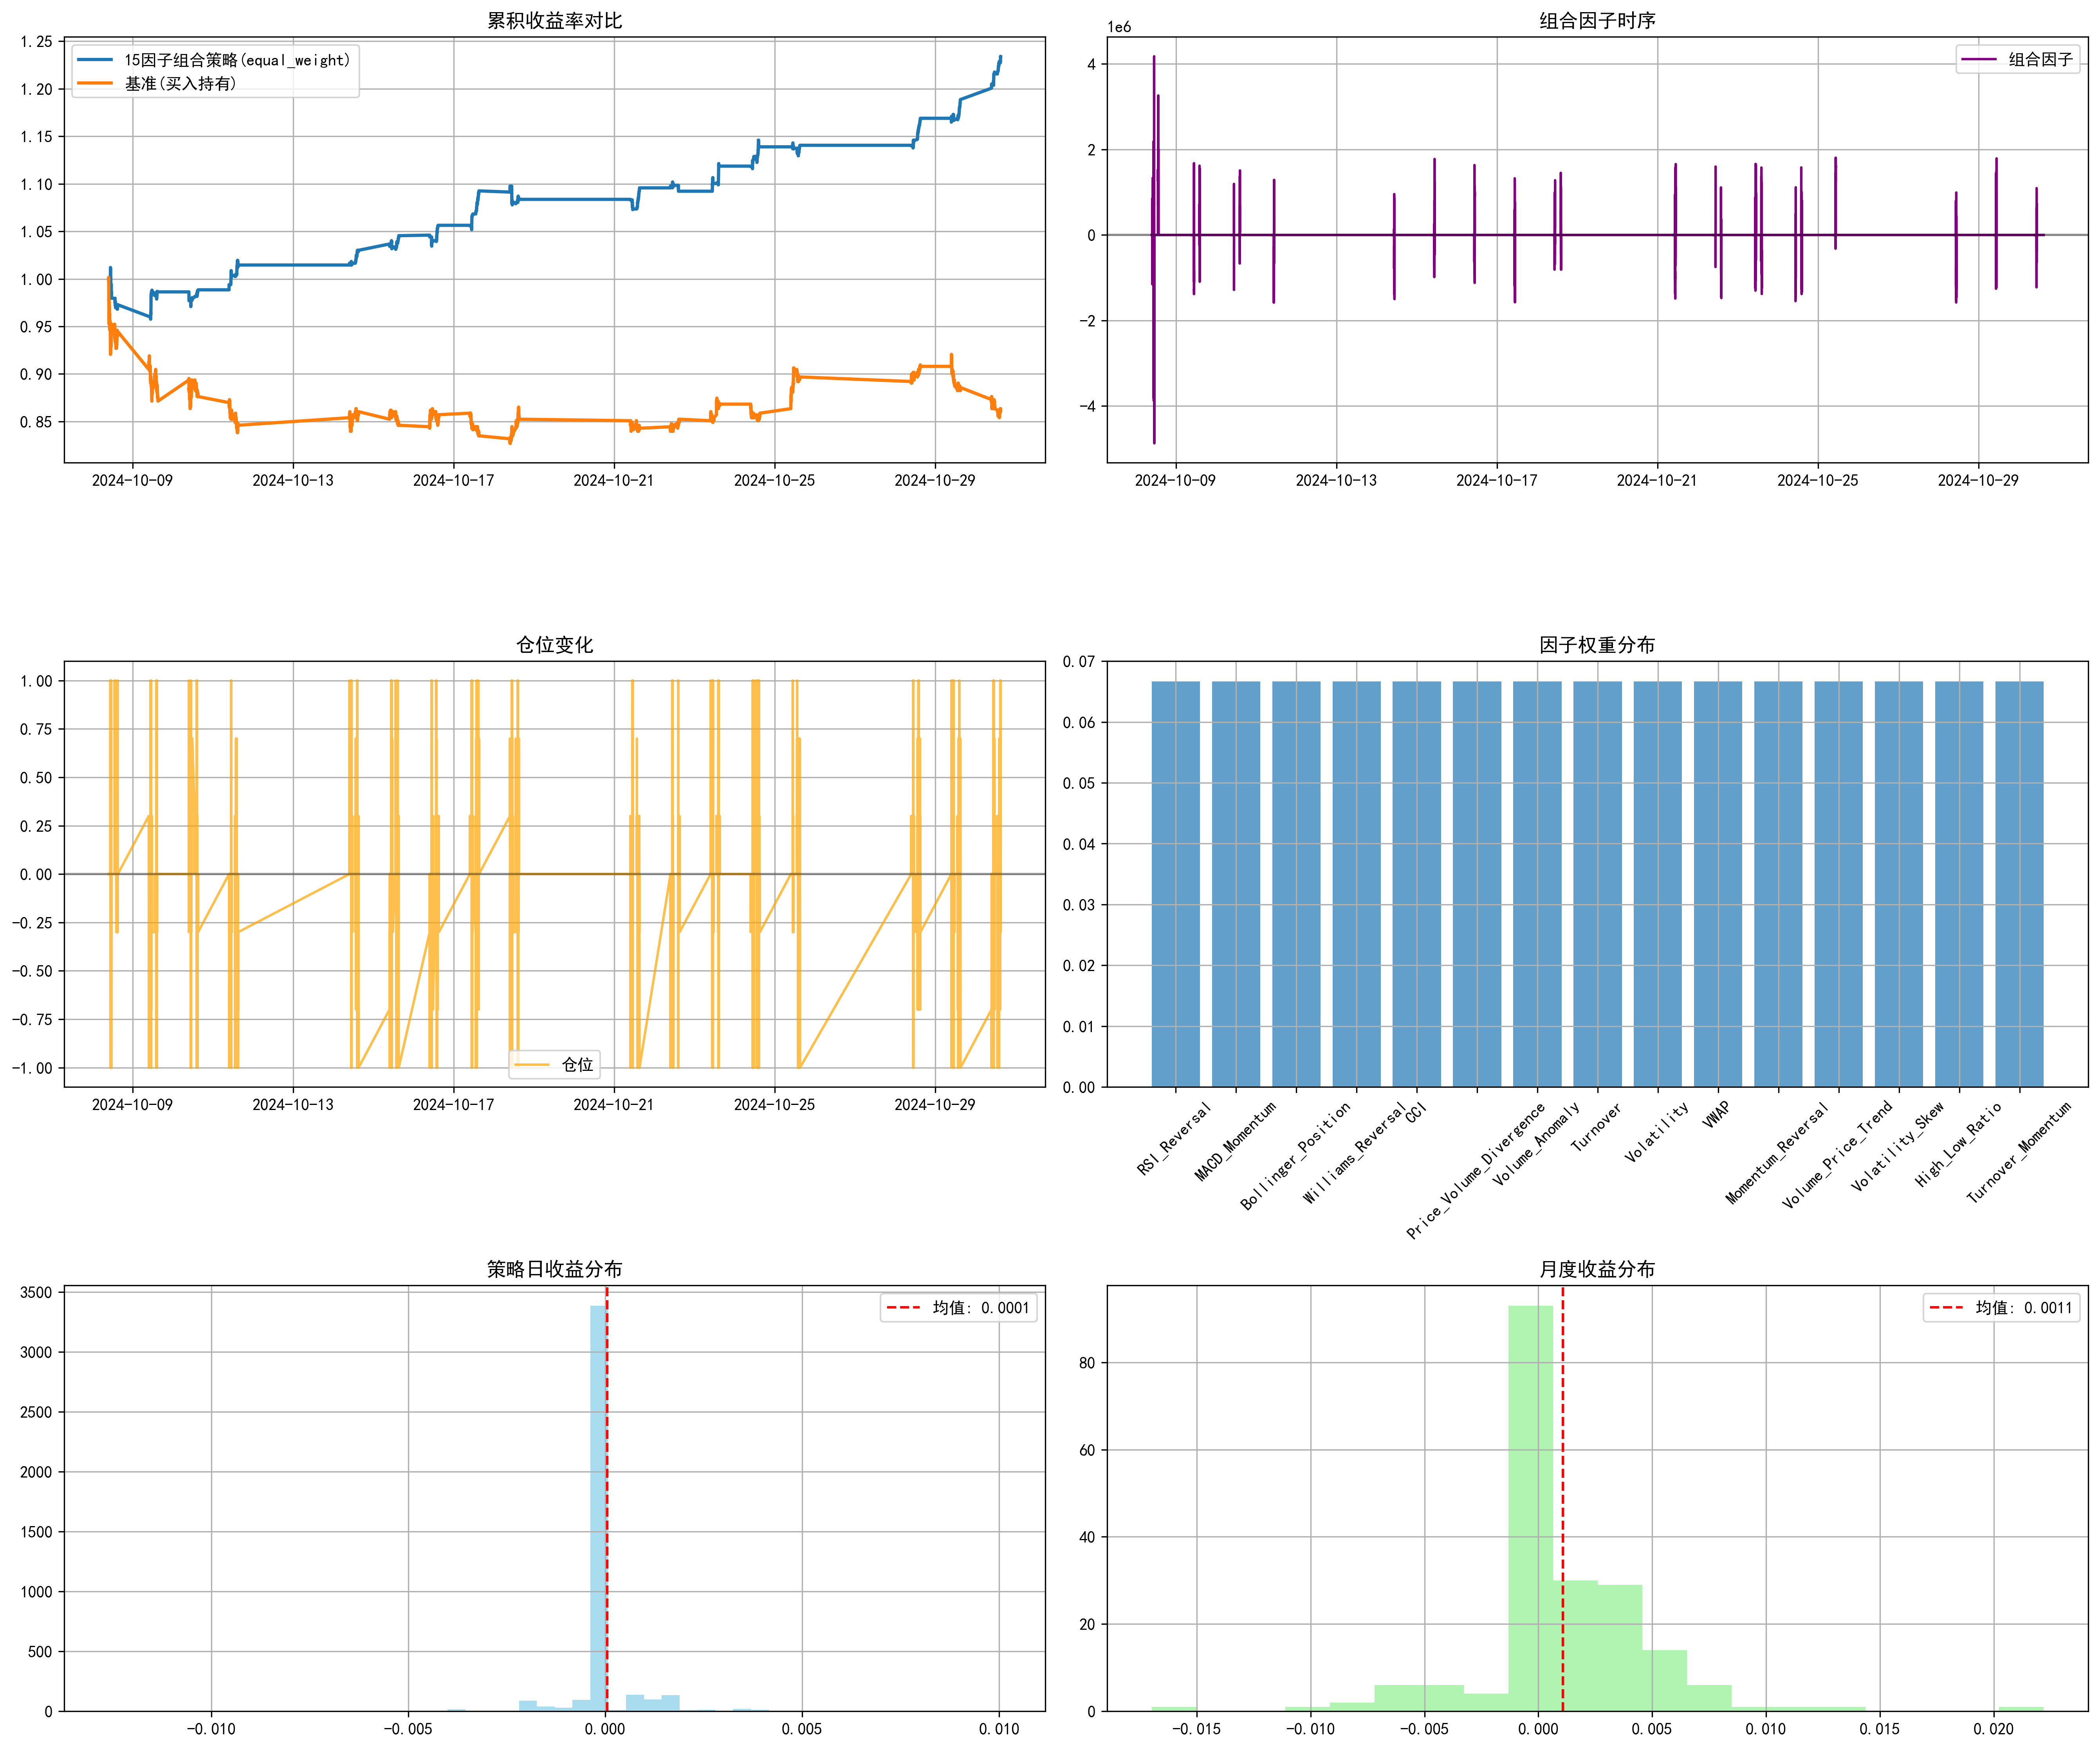 累积收益率对比
1.25
1.20
1.15
1.10
1.05
1.00
0.95
0.90
0.85
15因子组合策略(equal_weight)
基准(买入持有)
2024-10-09 2024-10-13 2024-10-17 2024-10-21 2024-10-25 2024-10-29
组合因子时序
1e6
4
2
0
−2
−4
组合因子
2024-10-09 2024-10-13 2024-10-17 2024-10-21 2024-10-25 2024-10-29
仓位变化
1.00
0.75
0.50
0.25
0.00
−0.25
−0.50
−0.75
−1.00
仓位
2024-10-09 2024-10-13 2024-10-17 2024-10-21 2024-10-25 2024-10-29
因子权重分布
0.07
0.06
0.05
0.04
0.03
0.02
0.01
0.00
RSI_Reversal
MACD_Momentum
Bollinger_Position
Williams_Reversal
CCI
Price_Volume_Divergence
Volume_Anomaly
Turnover
Volatility
VWAP
Momentum_Reversal
Volume_Price_Trend
Volatility_Skew
High_Low_Ratio
Turnover_Momentum
策略日收益分布
3500
3000
2500
2000
1500
1000
500
0
均值: 0.0001
−0.010 −0.005 0.000 0.005 0.010
月度收益分布
80
60
40
20
0
均值: 0.0011
−0.015 −0.010 −0.005 0.000 0.005 0.010 0.015 0.020